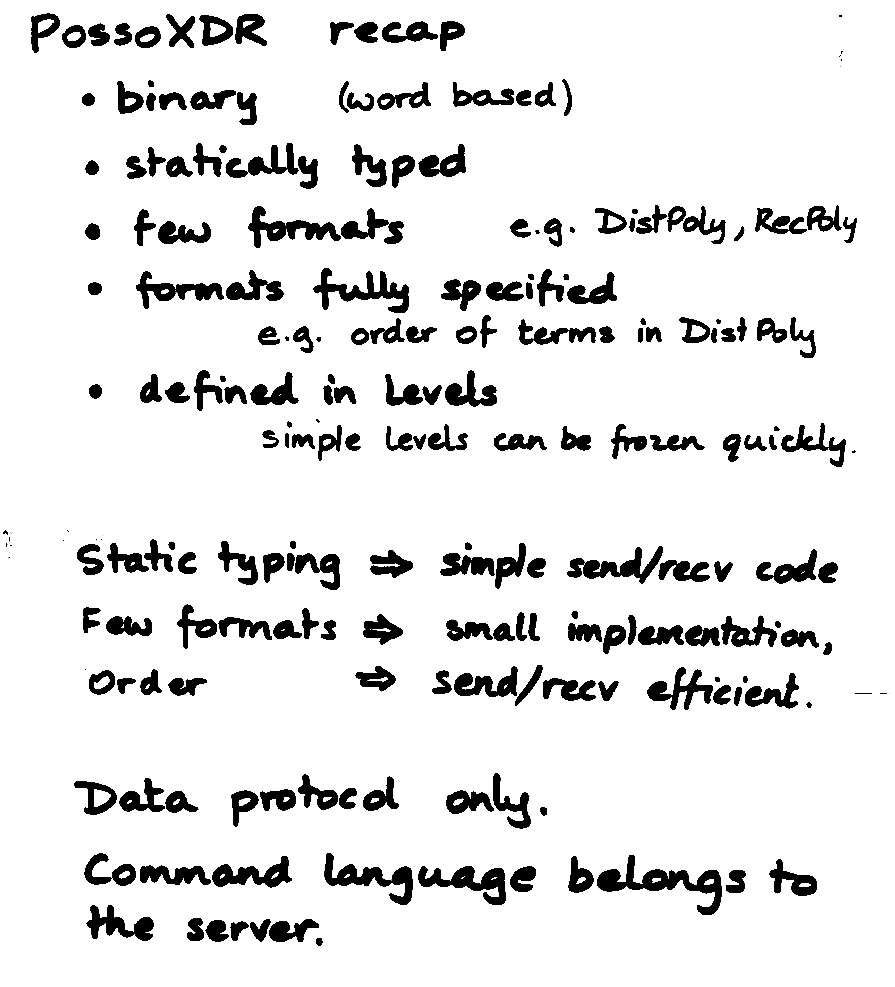 PossoXDR recap
• binary (word based)
• statically typed
• few formats e.g. DistPoly, RecPoly
• formats fully specified
e.g. order of terms in DistPoly
• defined in levels
simple levels can be frozen quickly.
Static typing ⇒ simple send/recv code
Few formats ⇒ small implementation,
Order ⇒ send/recv efficient.
Data protocol only.
Command language belongs to
the server.